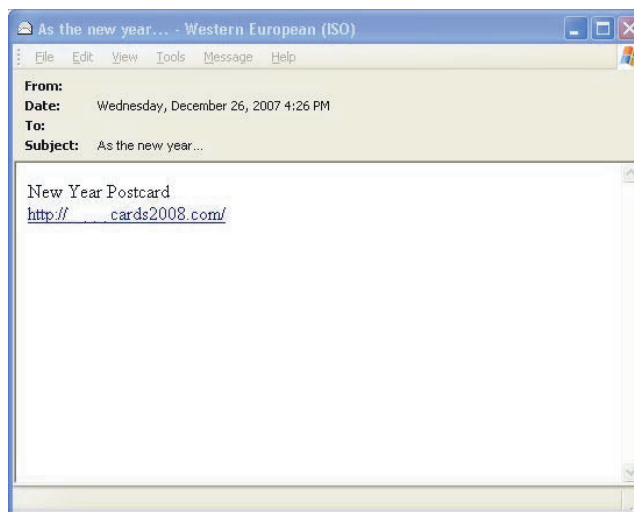 As the new year... - Western European (ISO)
File Edit View Tools Message Help
From:
Date: Wednesday, December 26, 2007 4:26 PM
To:
Subject: As the new year...
New Year Postcard
http://     cards2008.com/